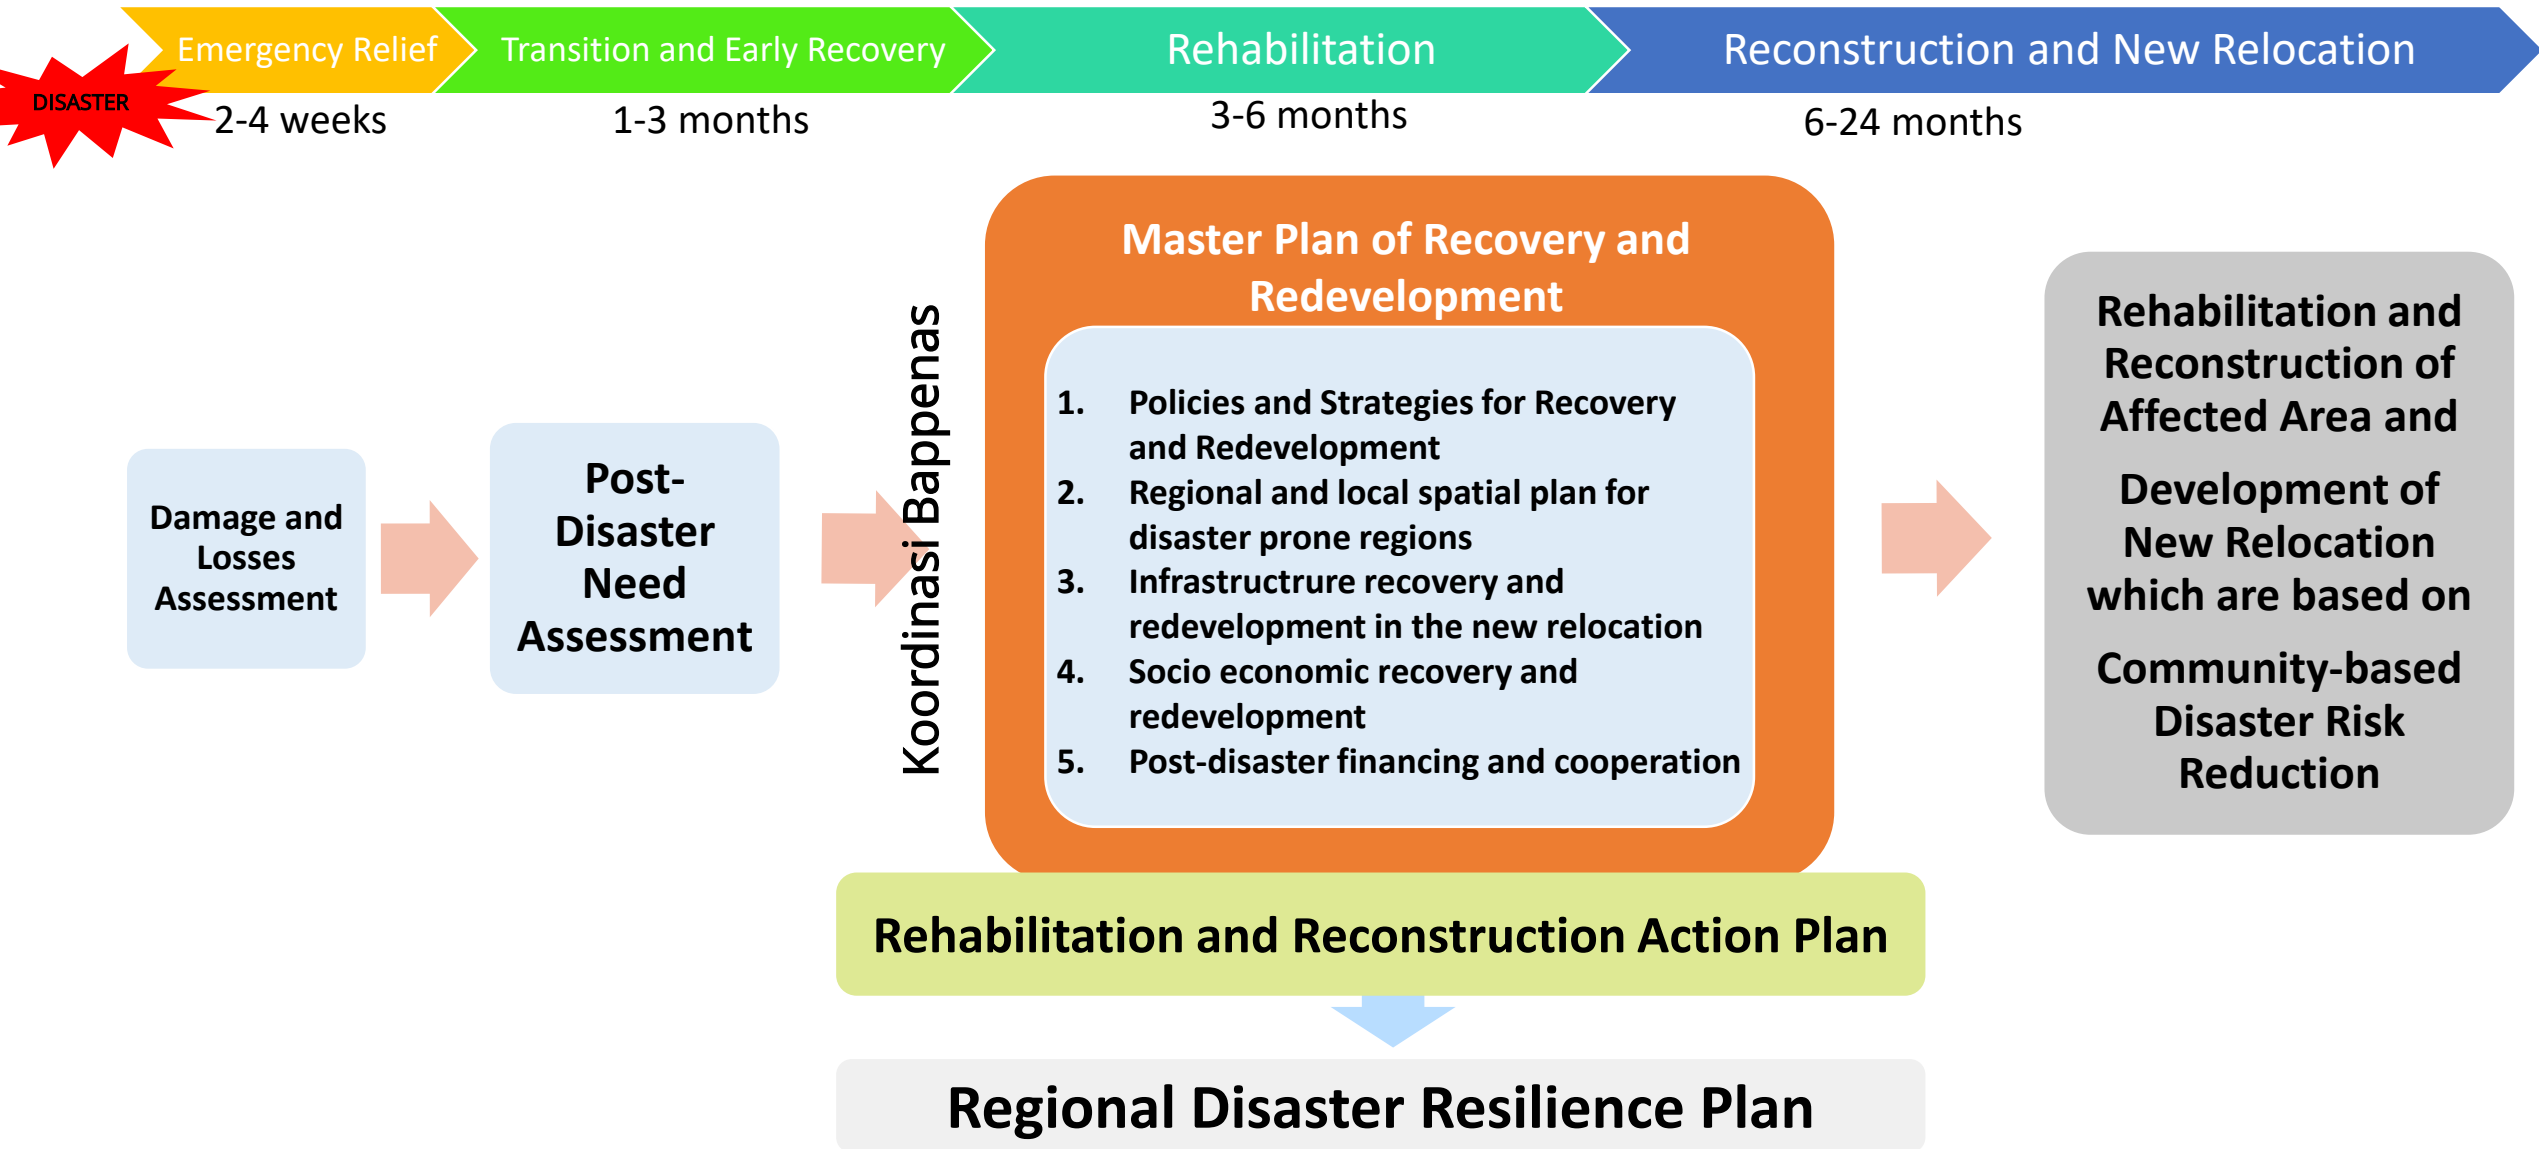 Emergency Relief
Transition and Early Recovery
Rehabilitation
Reconstruction and New Relocation
DISASTER
2-4 weeks
1-3 months
3-6 months
6-24 months
Damage and
Losses
Assessment
Post-
Disaster
Need
Assessment
Koordinasi Bappenas
Master Plan of Recovery and
Redevelopment
1. Policies and Strategies for Recovery
and Redevelopment
2. Regional and local spatial plan for
disaster prone regions
3. Infrastructrure recovery and
redevelopment in the new relocation
4. Socio economic recovery and
redevelopment
5. Post-disaster financing and cooperation
Rehabilitation and
Reconstruction of
Affected Area and
Development of
New Relocation
which are based on
Community-based
Disaster Risk
Reduction
Rehabilitation and Reconstruction Action Plan
Regional Disaster Resilience Plan